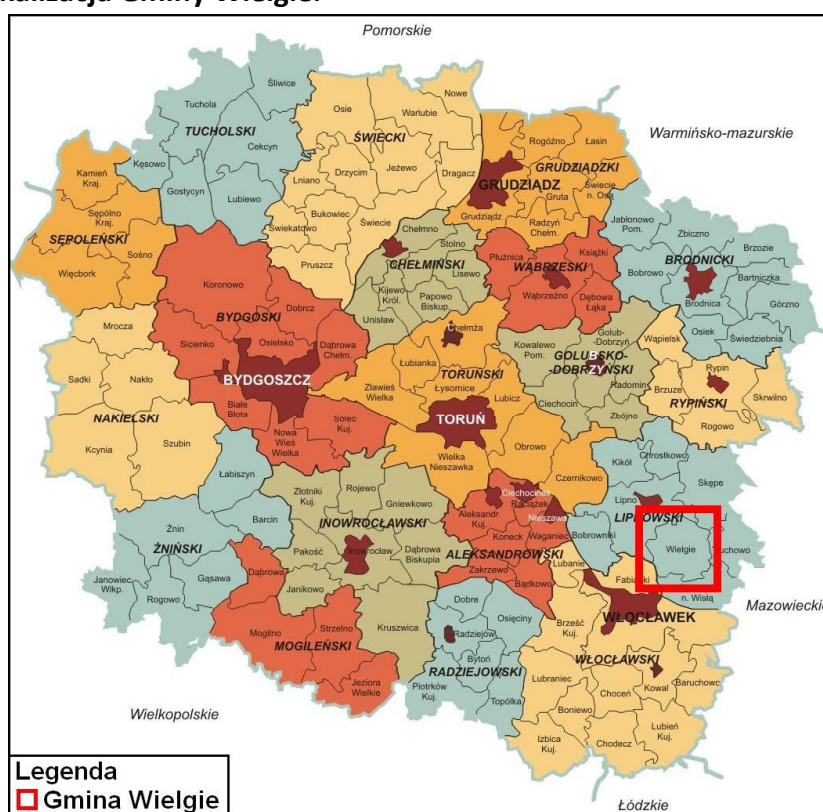 Pomorskie
Śliwice
Tuchola
TUCHOLSKI
Cekcyn
Kęsowo
Gostycyn
Lubiewo
Nowe
Osie
Warlubie
ŚWIECKI
Drzycim
Jeżewo
Lniano
Dragacz
Bukowiec
Świekatowo
Świecie
Pruszcz
Rogóźno
Łasin
GRUDZIĄDZKI
GRUDZIĄDZ
Gruta
Świecie
n. Osą
Grudziądz
Radzyń
Chełm.
Warmińsko-mazurskie
Kamień
Kraj.
Sępólno
Kraj.
SĘPOLEŃSKI
Sośno
Więcbork
Chełmno
Stolno
CHEŁMIŃSKI
Lisewo
Kijewo
Król.
Papowo
Biskup.
Unisław
Płużnica
Książki
WĄBRZESKI
Wąbrzeźno
Dębowa
Łąka
Jabłonowo
Pom.
Zbiczno
Brzozie
BRODNICKI
Bobrowo
Bartniczka
Brodnica
Górzno
Osiek
Świedziebnia
Koronowo
Dobrcz
BYDGOSKI
Sicienko
Osielsko
Dąbrowa
Chełm.
BYDGOSZCZ
Białe
Błota
Nowa
Wieś
Wielka
Solec
Kuj.
Mrocza
Sadki
Nakło
NAKIELSKI
Kcynia
Szubin
Chełmża
Łubianka
TORUŃSKI
Zławieś
Wielka
Łysomice
Lubicz
TORUŃ
Wielka
Nieszawka
Obrowo
Czernikowo
Golub-
Dobrzyń
Kowalewo
Pom.
Radomin
Ciechocin
Zbójno
Wąpielsk
Rypin
Brzuze
Skrwilno
RYPIŃSKI
Rogowo
Łabiszyn
Żnin
Barcin
ŻNIŃSKI
Janowiec
Wlkp.
Gąsawa
Rogowo
Złotniki
Kuj.
Rojewo
Gniewkowo
INOWROCŁAWSKI
Pakość
Inowrocław
Dąbrowa
Biskupia
Janikowo
Kruszwica
Ciechocinek
Raciążek
Aleksandr.
Kuj.
Nieszawa
Koneck
Waganiec
ALEKSANDROWSKI
Zakrzewo
Bądkowo
Kikół
Chrostkowo
Skępe
Lipno
Bobrowniki
Wielgie
n. Wisłą
Mazowieckie
Dąbrowa
Mogilno
Strzelno
MOGILEŃSKI
Jeziora
Wielkie
Dobre
Osięciny
Radziejów
Bytoń
RADZIEJOWSKI
Piotrków
Kuj.
Topólka
Lubanie
Brześć
Kuj.
WŁOCŁAWEK
WŁOCŁAWSKI
Lubraniec
Choceń
Kowal
Boniewo
Izbica
Kuj.
Chodecz
Lubień
Kuj.
Wielkopolskie
Łódzkie
Legenda
Gmina Wielgie